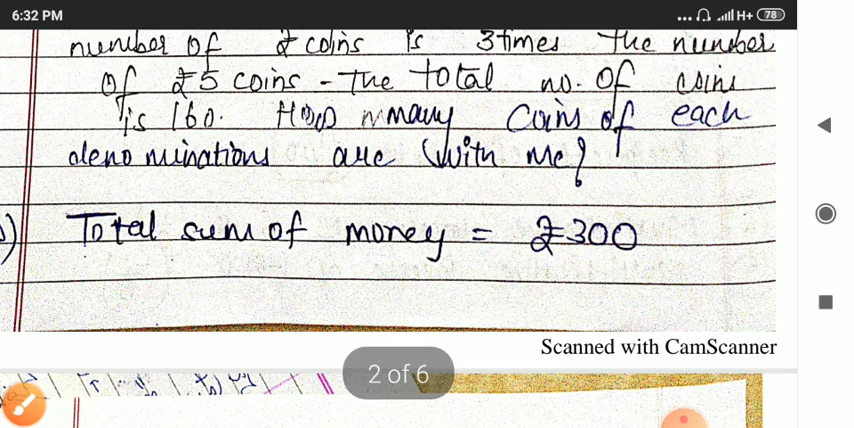 6:32 PM
... H+ 78
number of ₹ coins is 3 times the number
of ₹5 coins - The total no. of coins
is 160. How many coins of each
denominations are with me?
Total sum of money = ₹300
Scanned with CamScanner
2 of 6